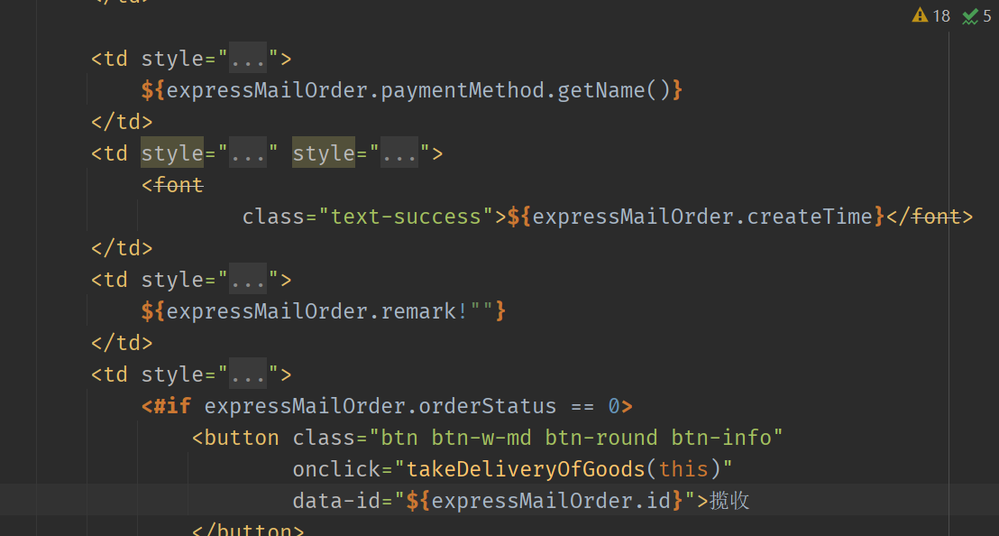 </td>
18 5
<td style="...">
${expressMailOrder.paymentMethod.getName()}
</td>
<td style="..." style="...">
<font
class="text-success">${expressMailOrder.createTime}</font>
</td>
<td style="...">
${expressMailOrder.remark!""}
</td>
<td style="...">
<#if expressMailOrder.orderStatus == 0>
<button class="btn btn-w-md btn-round btn-info"
onclick="takeDeliveryOfGoods(this)"
data-id="${expressMailOrder.id}">揽收
</button>